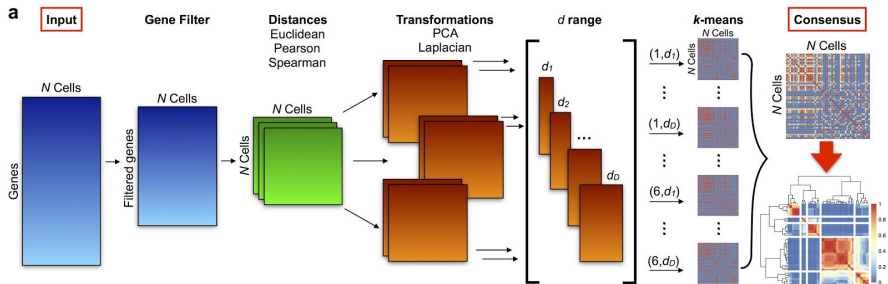 a
Input
Gene Filter
Distances
Euclidean
Pearson
Spearman
Transformations
PCA
Laplacian
d range
k-means
Consensus
N Cells
Genes
N Cells
Filtered genes
N Cells
N Cells
d1
d2
...
dD
N Cells
N Cells
(1,d1)
(1,dD)
(6,d1)
(6,dD)
N Cells
N Cells
1
0.8
0.6
0.4
0.2
0